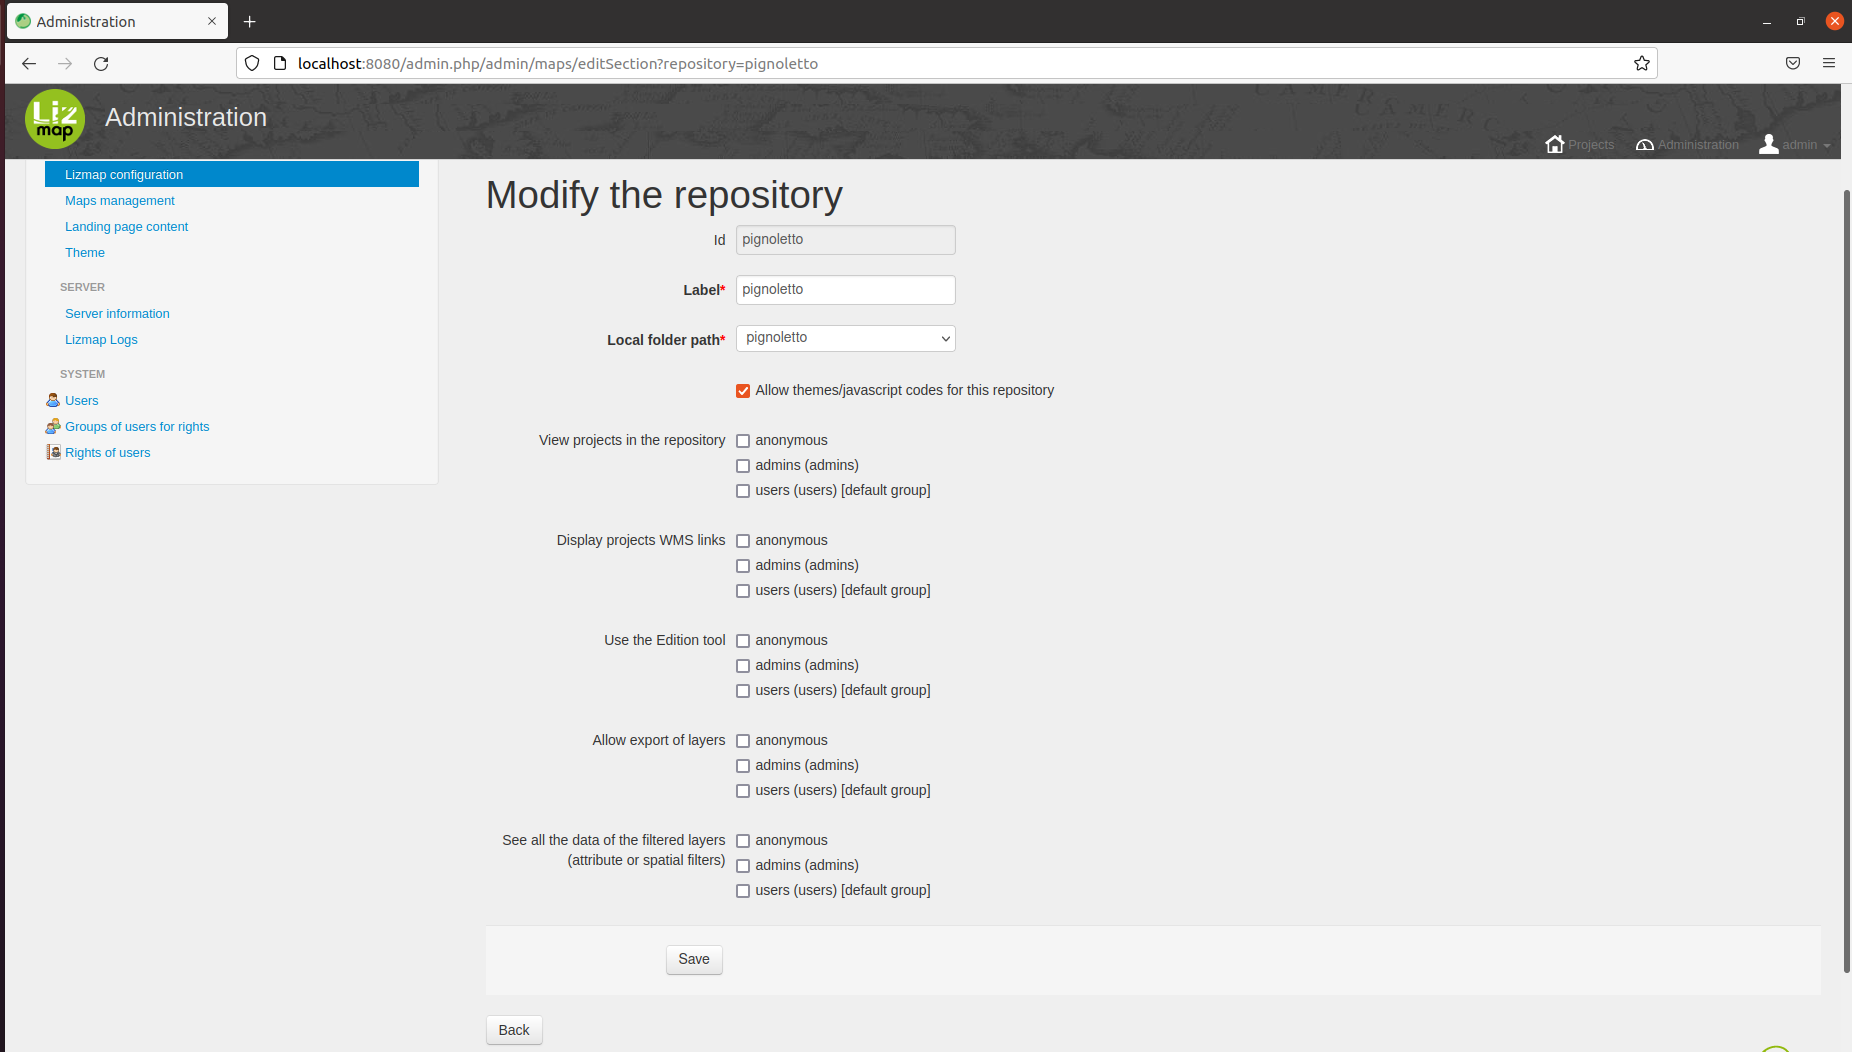 Administration
localhost:8080/admin.php/admin/maps/editSection?repository=pignoletto
Liz
map
Administration
Projects
Administration
admin
Lizmap configuration
Maps management
Landing page content
Theme
SERVER
Server information
Lizmap Logs
SYSTEM
Users
Groups of users for rights
Rights of users
Modify the repository
Id pignoletto
Label* pignoletto
Local folder path* pignoletto
Allow themes/javascript codes for this repository
View projects in the repository anonymous
admins (admins)
users (users) [default group]
Display projects WMS links anonymous
admins (admins)
users (users) [default group]
Use the Edition tool anonymous
admins (admins)
users (users) [default group]
Allow export of layers anonymous
admins (admins)
users (users) [default group]
See all the data of the filtered layers anonymous
(attribute or spatial filters) admins (admins)
users (users) [default group]
Save
Back